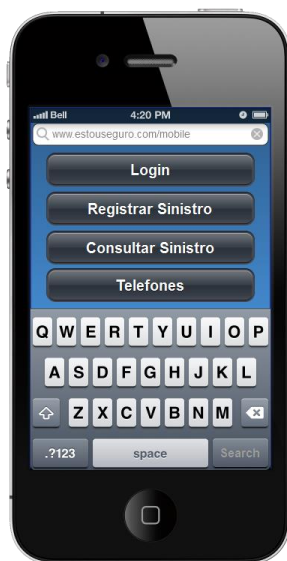 Bell 4:20 PM
www.estouseguro.com/mobile
Login
Registrar Sinistro
Consultar Sinistro
Telefones
Q W E R T Y U I O P
A S D F G H J K L
Z X C V B N M
.?123 space Search